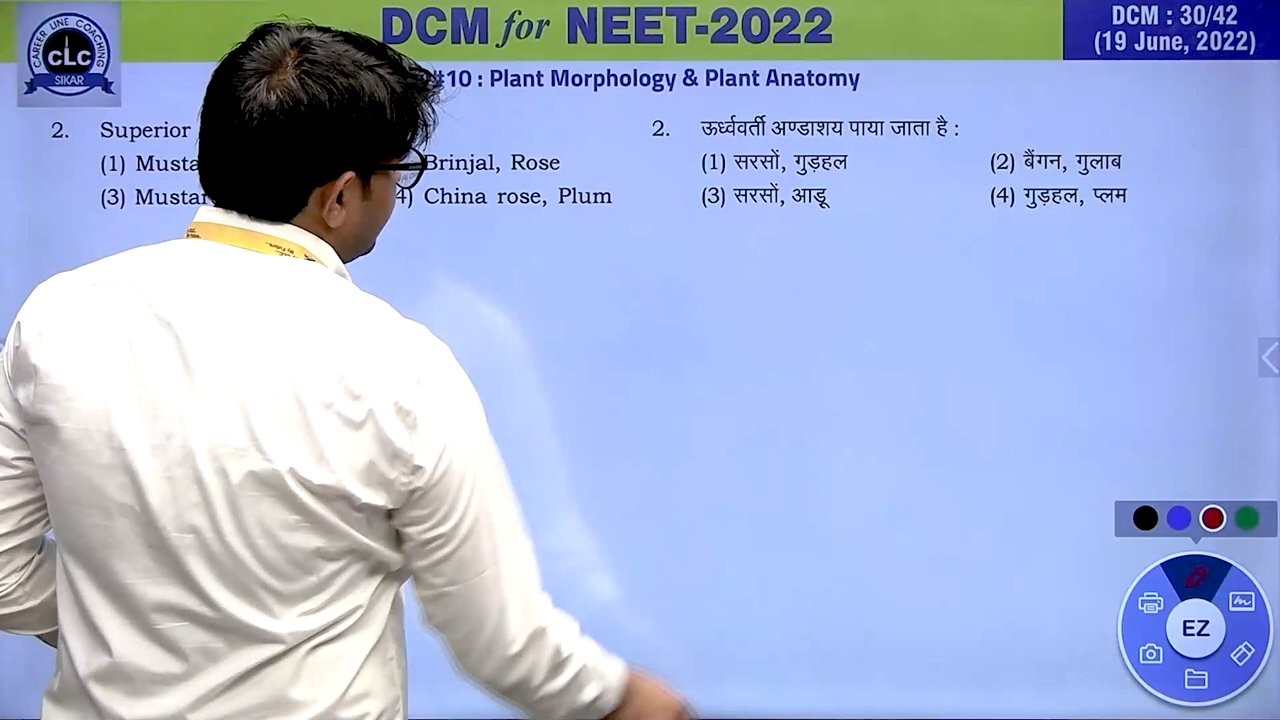 DCM for NEET-2022
DCM : 30/42
(19 June, 2022)
CAREER LINE COACHING
CLC
SIKAR
#10 : Plant Morphology & Plant Anatomy
2. Superior
(1) Musta Brinjal, Rose
(3) Mustar 4) China rose, Plum
2. ऊर्ध्ववर्ती अण्डाशय पाया जाता है :
(1) सरसों, गुड़हल (2) बैंगन, गुलाब
(3) सरसों, आडू (4) गुड़हल, प्लम
EZ